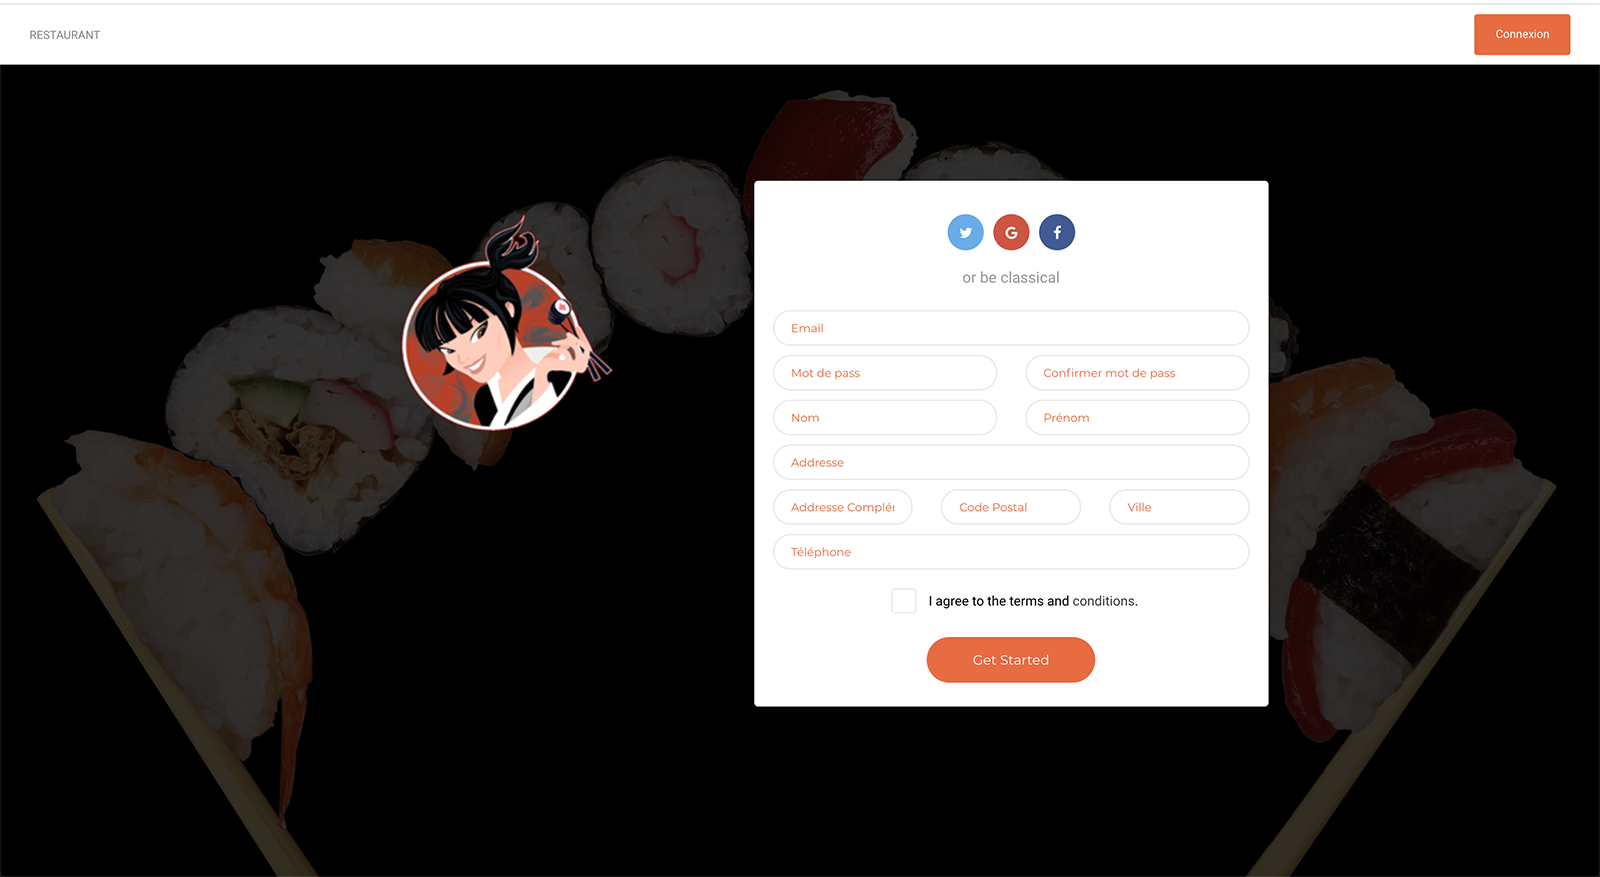 RESTAURANT
Connexion
or be classical
Email
Mot de pass
Confirmer mot de pass
Nom
Prénom
Addresse
Addresse Complér
Code Postal
Ville
Téléphone
I agree to the terms and conditions.
Get Started